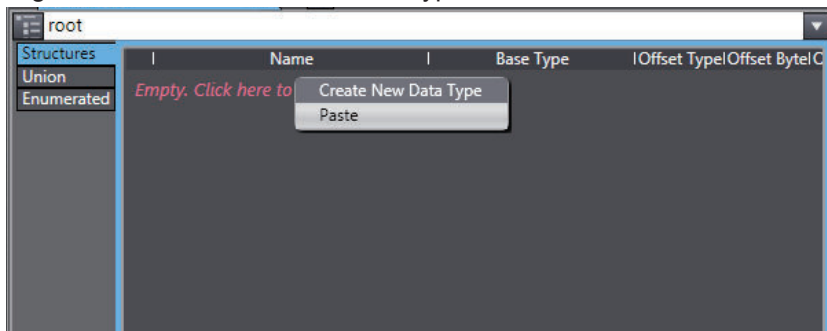 root
Structures
Union
Enumerated
Name Base Type Offset Type Offset Byte
Empty. Click here to
Create New Data Type
Paste